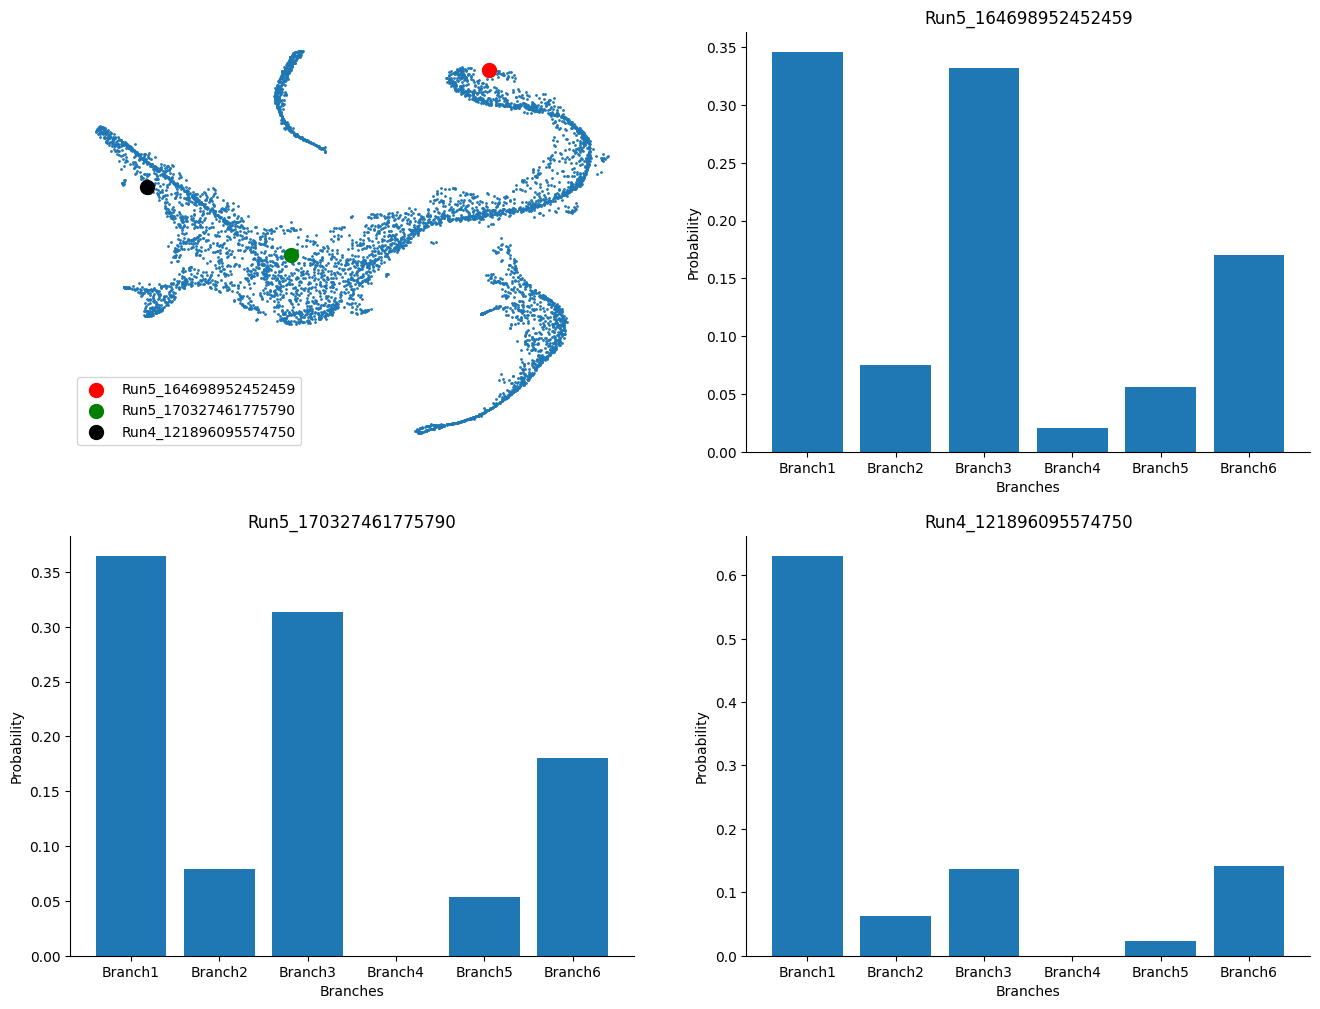 Run5_164698952452459
Run5_170327461775790
Run4_121896095574750
Run5_164698952452459
Probability
0.35
0.30
0.25
0.20
0.15
0.10
0.05
0.00
Branch1 Branch2 Branch3 Branch4 Branch5 Branch6
Branches
Run5_170327461775790
Probability
0.35
0.30
0.25
0.20
0.15
0.10
0.05
0.00
Branch1 Branch2 Branch3 Branch4 Branch5 Branch6
Branches
Run4_121896095574750
Probability
0.6
0.5
0.4
0.3
0.2
0.1
0.0
Branch1 Branch2 Branch3 Branch4 Branch5 Branch6
Branches